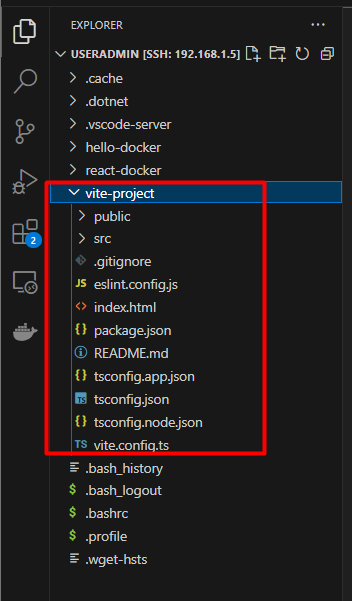 EXPLORER
USERADMIN [SSH: 192.168.1.5]
.cache
.dotnet
.vscode-server
hello-docker
react-docker
vite-project
public
src
.gitignore
eslint.config.js
index.html
package.json
README.md
tsconfig.app.json
TS tsconfig.json
tsconfig.node.json
TS vite.config.ts
.bash_history
$ .bash_logout
$ .bashrc
$ .profile
.wget-hsts
2